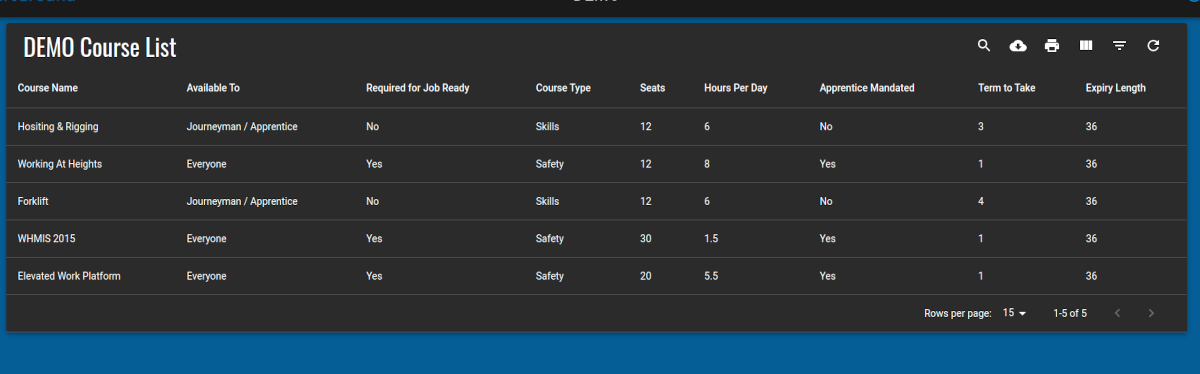 DEMO Course List
Course Name Available To Required for Job Ready Course Type Seats Hours Per Day Apprentice Mandated Term to Take Expiry Length
Hositing & Rigging Journeyman / Apprentice No Skills 12 6 No 3 36
Working At Heights Everyone Yes Safety 12 8 Yes 1 36
Forklift Journeyman / Apprentice No Skills 12 6 No 4 36
WHMIS 2015 Everyone Yes Safety 30 1.5 Yes 1 36
Elevated Work Platform Everyone Yes Safety 20 5.5 Yes 1 36
Rows per page: 15 1-5 of 5